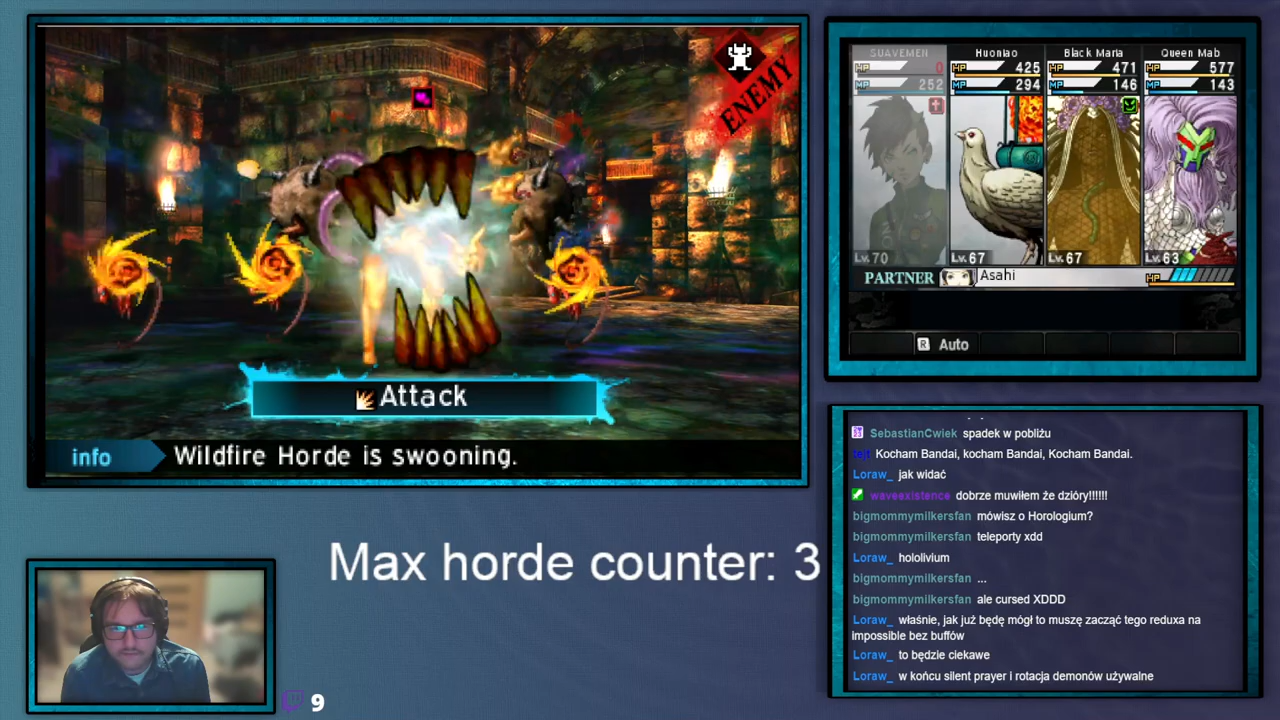 ENEMY
Attack
info
Wildfire Horde is swooning.
SUAVEMEN
HP 0
MP 252
Lv.70
Huoniao
HP 425
MP 294
Lv.67
Black Maria
HP 471
MP 146
Lv.67
Queen Mab
HP 577
MP 143
Lv.63
PARTNER Asahi HP
R Auto
Max horde counter: 3
SebastianCwiek spadek w pobliżu
tejt Kocham Bandai, kocham Bandai, Kocham Bandai.
Loraw_ jak widać
waveexistence dobrze muwiłem że dzióry!!!!!!
bigmommymilkersfan mówisz o Horologium?
bigmommymilkersfan teleporty xdd
Loraw_ hololivium
bigmommymilkersfan ...
bigmommymilkersfan ale cursed XDDD
Loraw_ właśnie, jak już będę mógł to muszę zacząć tego reduxa na
impossible bez buffów
Loraw_ to będzie ciekawe
Loraw_ w końcu silent prayer i rotacja demonów używalne
9